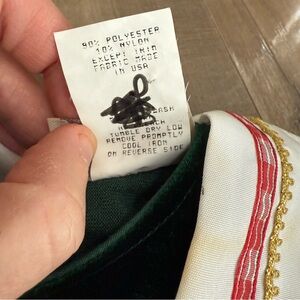 90% POLYESTER
10% NYLON
EXCEPT TRIM
FABRIC MADE
IN USA
TUMBLE DRY LOW
REMOVE PROMPTLY
COOL IRON
ON REVERSE SIDE